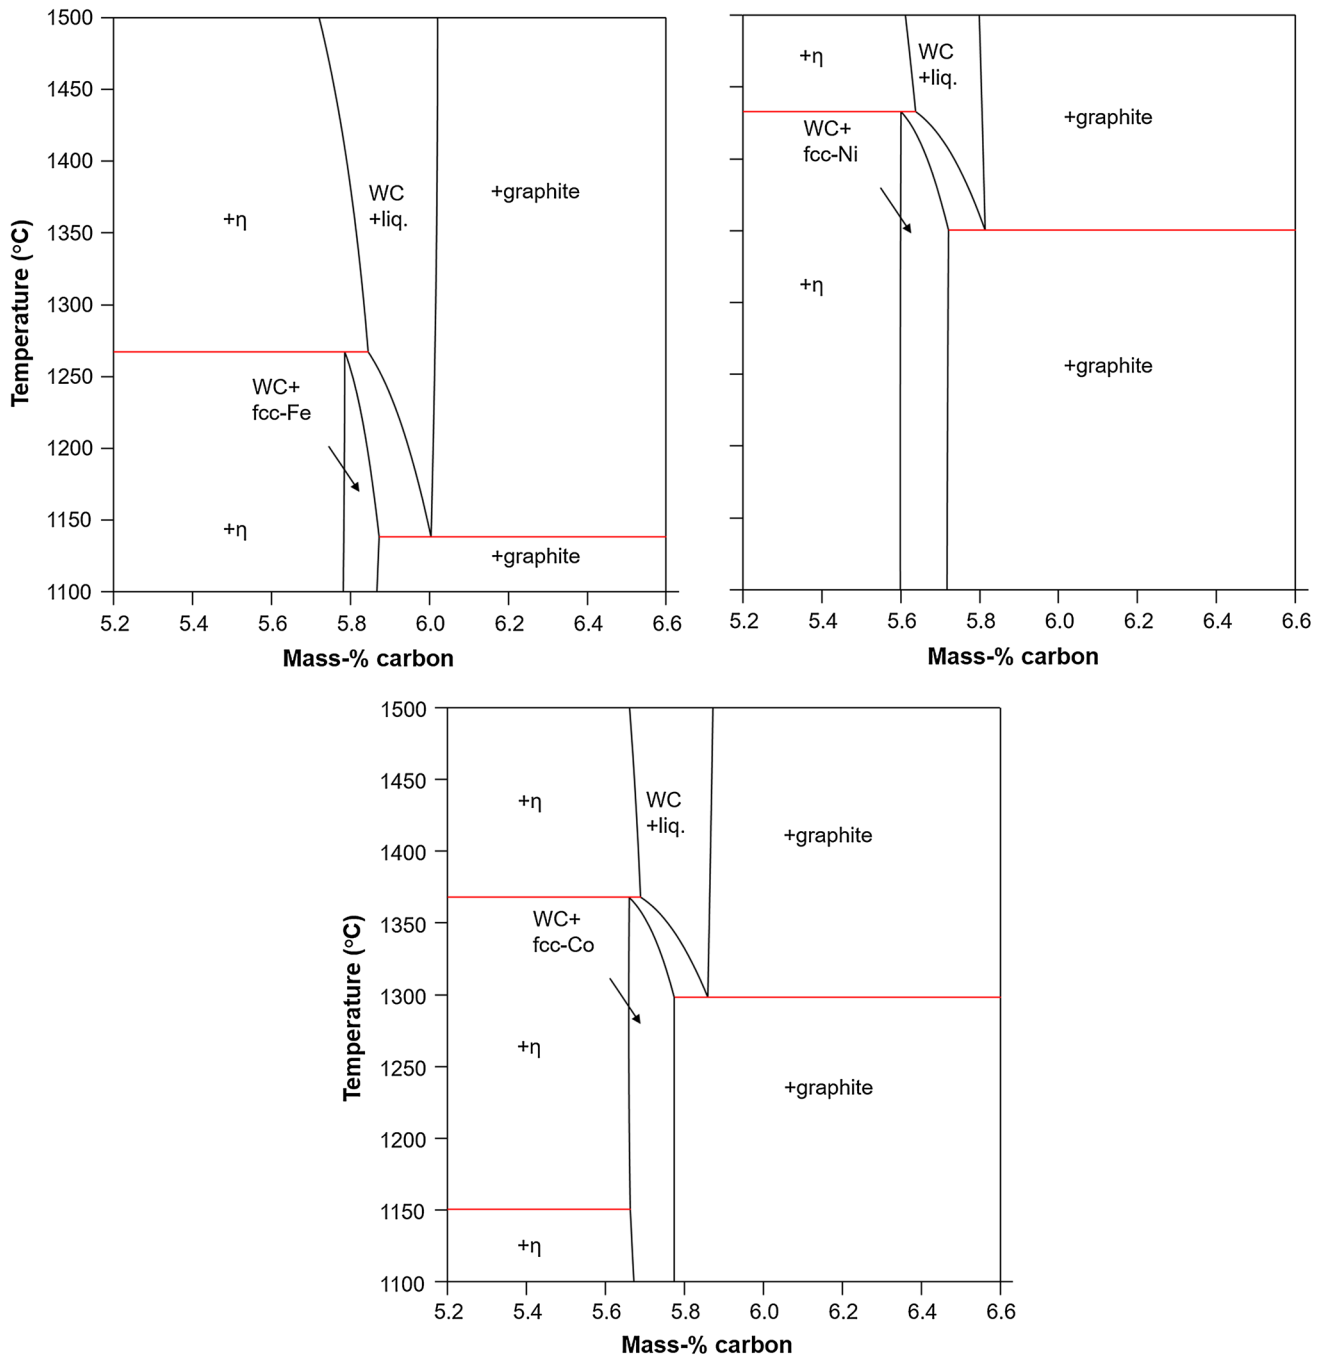 1500
1450
1400
1350
1300
1250
1200
1150
1100
Temperature (°C)
+η
WC
+liq.
+graphite
WC+
fcc-Fe
+η
+graphite
5.2 5.4 5.6 5.8 6.0 6.2 6.4 6.6
Mass-% carbon
+η
WC
+liq.
+graphite
WC+
fcc-Ni
+η
+graphite
5.2 5.4 5.6 5.8 6.0 6.2 6.4 6.6
Mass-% carbon
1500
1450
1400
1350
1300
1250
1200
1150
1100
Temperature (°C)
+η
WC
+liq.
+graphite
WC+
fcc-Co
+η
+graphite
+η
5.2 5.4 5.6 5.8 6.0 6.2 6.4 6.6
Mass-% carbon